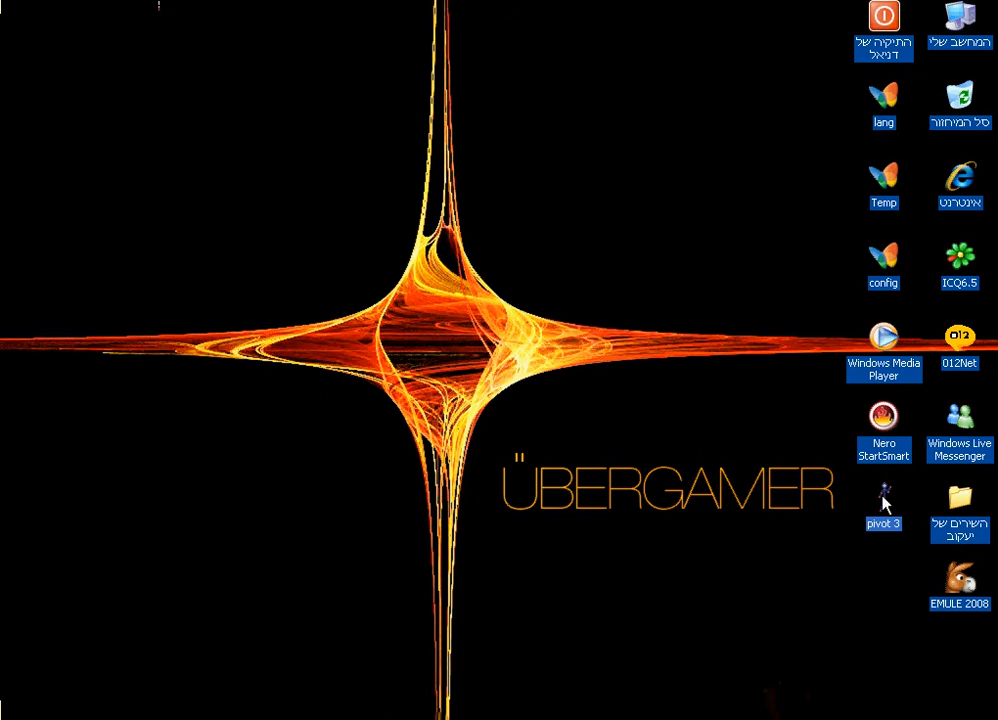 המחשב שלי
סל המיחזור
אינטרנט
ICQ6.5
012
012Net
Windows Live
Messenger
השירים של
יעקוב
EMULE 2008
התיקיה של
דניאל
lang
Temp
config
Windows Media
Player
Nero
StartSmart
pivot 3
ÜBERGAMER